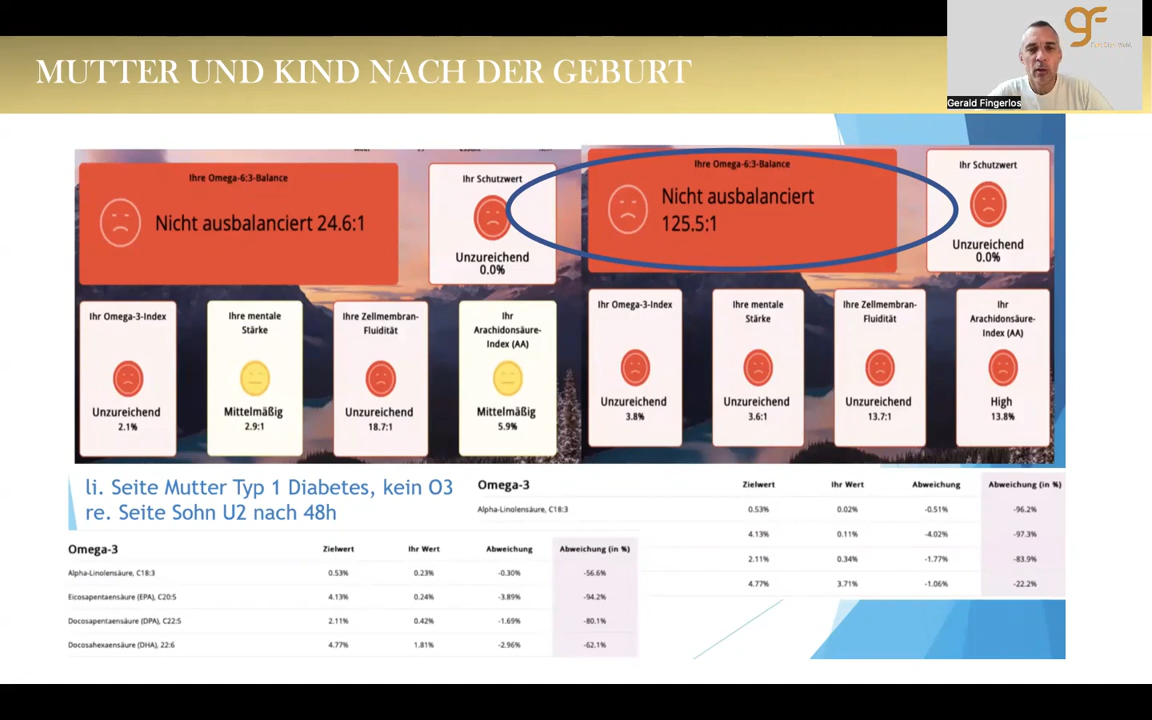 MUTTER UND KIND NACH DER GEBURT
gf
Gerald Fingerlos
Ihre Omega-6:3-Balance
Nicht ausbalanciert 24.6:1
Ihr Schutzwert
Unzureichend
0.0%
Ihr Omega-3-Index
Unzureichend
2.1%
Ihre mentale
Stärke
Mittelmäßig
2.9:1
Ihre Zellmembran-
Fluidität
Unzureichend
18.7:1
Ihr
Arachidonsäure-
Index (AA)
Mittelmäßig
5.9%
Ihre Omega-6:3-Balance
Nicht ausbalanciert
125.5:1
Ihr Schutzwert
Unzureichend
0.0%
Ihr Omega-3-Index
Unzureichend
3.8%
Ihre mentale
Stärke
Unzureichend
3.6:1
Ihre Zellmembran-
Fluidität
Unzureichend
13.7:1
Ihr
Arachidonsäure-
Index (AA)
High
13.8%
li. Seite Mutter Typ 1 Diabetes, kein O3
re. Seite Sohn U2 nach 48h
Omega-3 Zielwert Ihr Wert Abweichung Abweichung (in %)
Alpha-Linolensäure, C18:3 0.53% 0.02% -0.51% -96.2%
4.13% 0.11% -4.02% -97.3%
2.11% 0.34% -1.77% -83.9%
4.77% 3.71% -1.06% -22.2%
Omega-3 Zielwert Ihr Wert Abweichung Abweichung (in %)
Alpha-Linolensäure, C18:3 0.53% 0.23% -0.30% -56.6%
Eicosapentaensäure (EPA), C20:5 4.13% 0.24% -3.89% -94.2%
Docosapentaensäure (DPA), C22:5 2.11% 0.42% -1.69% -80.1%
Docosahexaensäure (DHA), 22:6 4.77% 1.81% -2.96% -62.1%